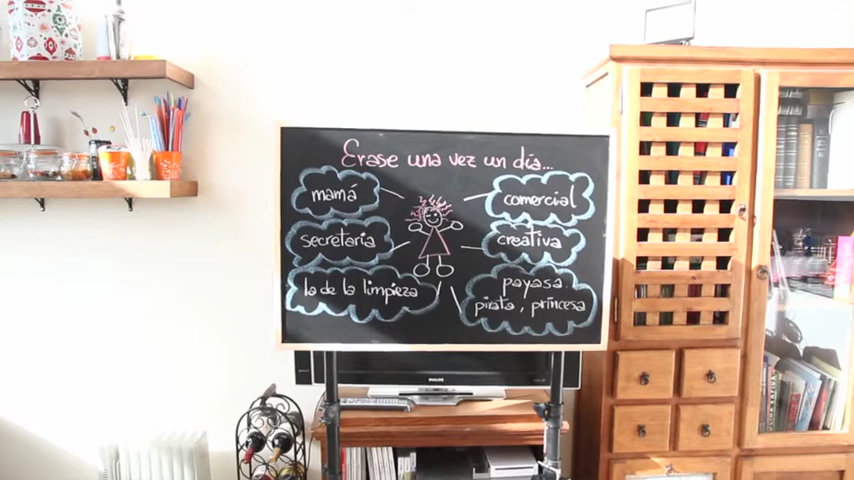 Erase una vez un día...
mamá
comercial
secretaria
creativa
la de la limpieza
payasa
pirata, princesa
PHILIPS